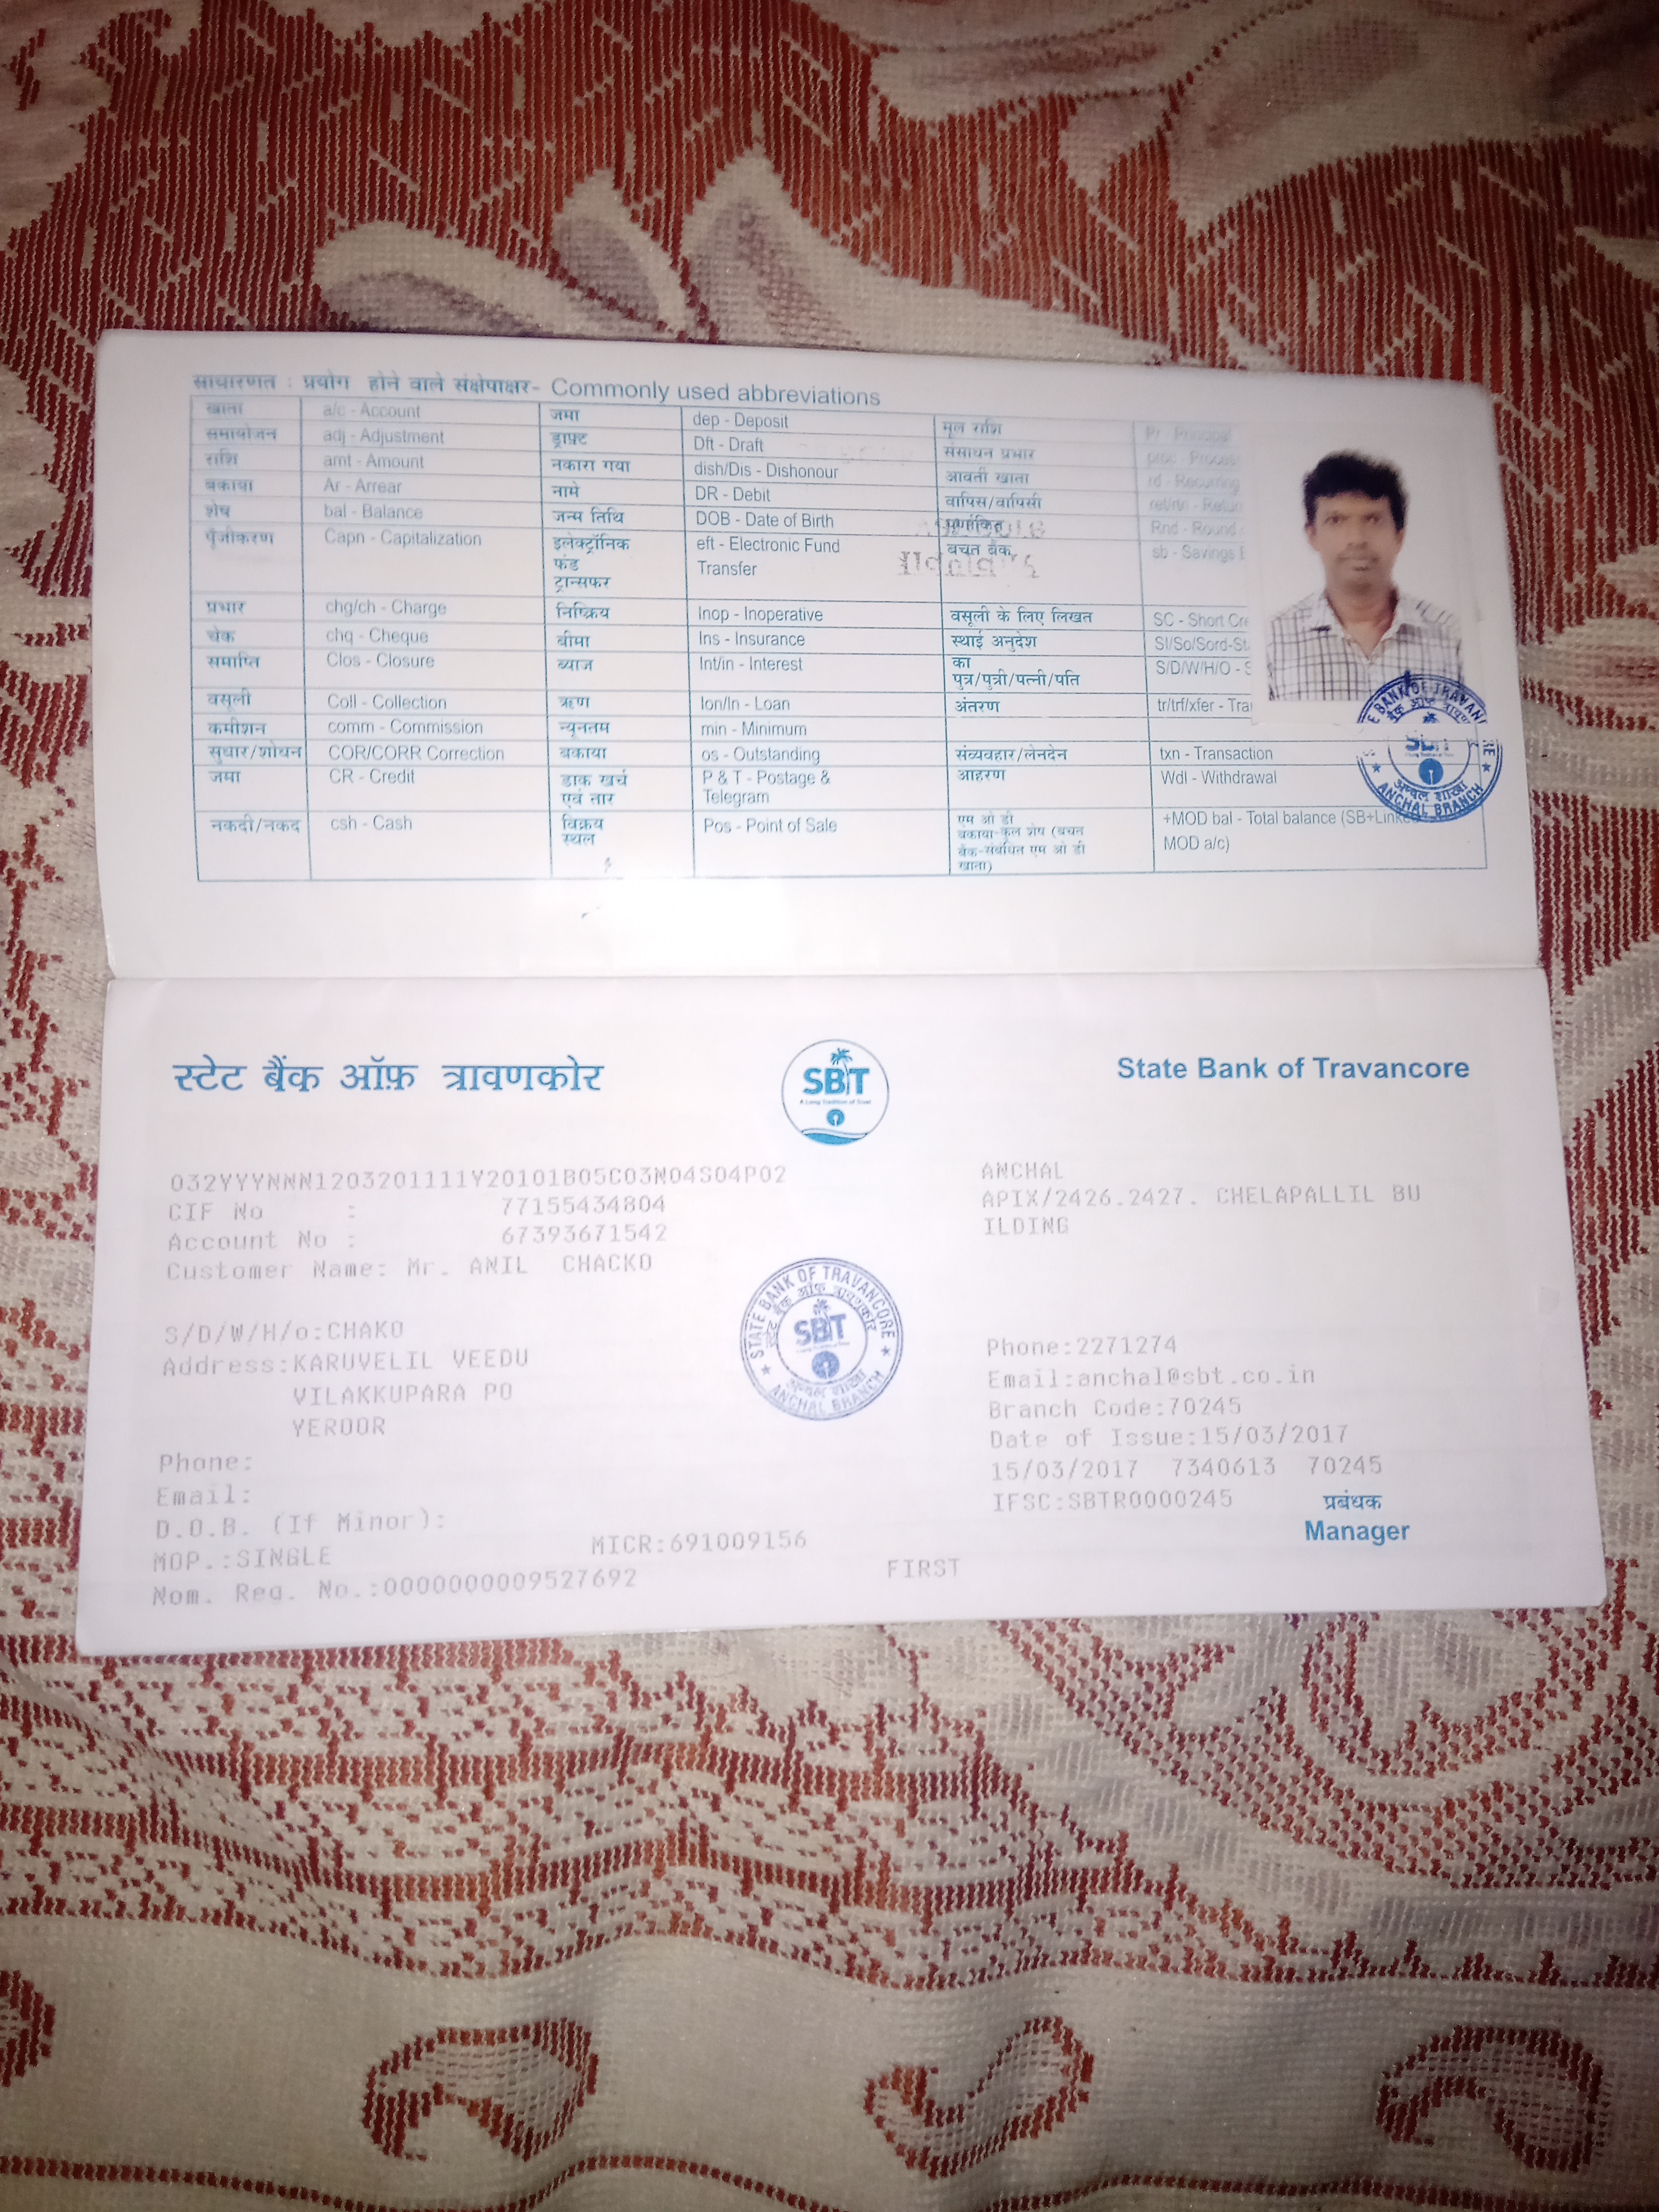 साधारणत : प्रयोग होने वाले संक्षेपाक्षर- Commonly used abbreviations
खाता a/c - Account जमा dep - Deposit मूल राशि Pr - Principal
समायोजन adj - Adjustment ड्राफ़्ट Dft - Draft संसाधन प्रभार proc - Process
राशि amt - Amount नकारा गया dish/Dis - Dishonour आवर्ती खाता rd - Recurring
बकाया Ar - Arrear नामे DR - Debit वापिस/वापिसी ret/rtn - Return
शेष bal - Balance जन्म तिथि DOB - Date of Birth पूर्णांकित Rnd - Round
पूँजीकरण Capn - Capitalization इलेक्ट्रॉनिक फंड ट्रान्सफर eft - Electronic Fund Transfer बचत बैंक sb - Savings
प्रभार chg/ch - Charge निष्क्रिय Inop - Inoperative वसूली के लिए लिखत SC - Short
चेक chq - Cheque बीमा Ins - Insurance स्थाई अनुदेश SI/So/Sord-St
समाप्ति Clos - Closure ब्याज Int/in - Interest का पुत्र/पुत्री/पत्नी/पति S/D/W/H/O -
वसूली Coll - Collection ऋण lon/ln - Loan अंतरण tr/trf/xfer - Tra
कमीशन comm - Commission न्यूनतम min - Minimum
सुधार/शोधन COR/CORR Correction बकाया os - Outstanding संव्यवहार/लेनदेन txn - Transaction
जमा CR - Credit डाक खर्च एवं तार P & T - Postage & Telegram आहरण Wdl - Withdrawal
नकदी/नकद csh - Cash विक्रय स्थल Pos - Point of Sale एम ओ डी बकाया-कुल शेष (बचत बैंक-संबंधित एम ओ डी खाता) +MOD bal - Total balance (SB+Linked MOD a/c)
BANK OF TRAVANCORE
SBT
अन्चल शाखा
ANCHAL BRANCH
स्टेट बैंक ऑफ़ त्रावणकोर
SBT
A Long Tradition of Trust
State Bank of Travancore
032YYYNNN1203201111Y20101B05C03N04S04P02
CIF No : 77155434804
Account No : 67393671542
Customer Name: Mr. ANIL CHACKO
S/D/W/H/o:CHAKO
Address:KARUVELIL VEEDU
VILAKKUPARA PO
YEROOR
Phone:
Email:
D.O.B. (If Minor):
MOP.:SINGLE MICR:691009156
Nom. Reg. No.:0000000009527692 FIRST
STATE BANK OF TRAVANCORE
स्टेट बैंक ऑफ़ त्रावणकोर
SBT
अन्चल शाखा
ANCHAL BRANCH
ANCHAL
APIX/2426.2427. CHELAPALLIL BU
ILDING
Phone:2271274
Email:anchal@sbt.co.in
Branch Code:70245
Date of Issue:15/03/2017
15/03/2017 7340613 70245
IFSC:SBTR0000245
प्रबंधक
Manager